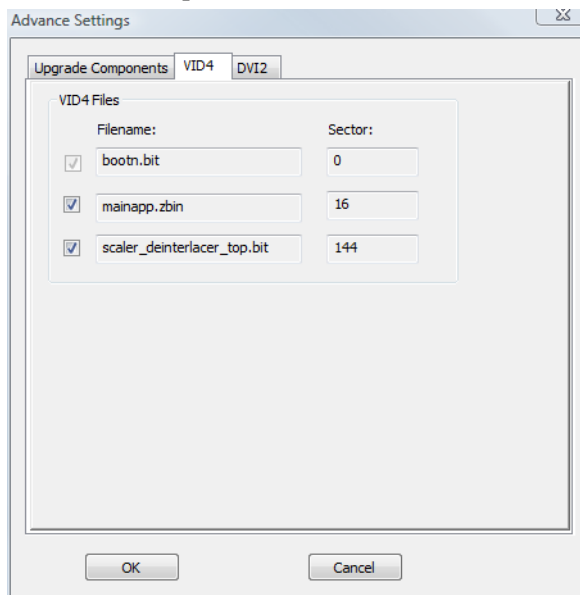 Advance Settings
Upgrade Components VID4 DVI2
VID4 Files
Filename: Sector:
bootn.bit 0
mainapp.zbin 16
scaler_deinterlacer_top.bit 144
OK Cancel